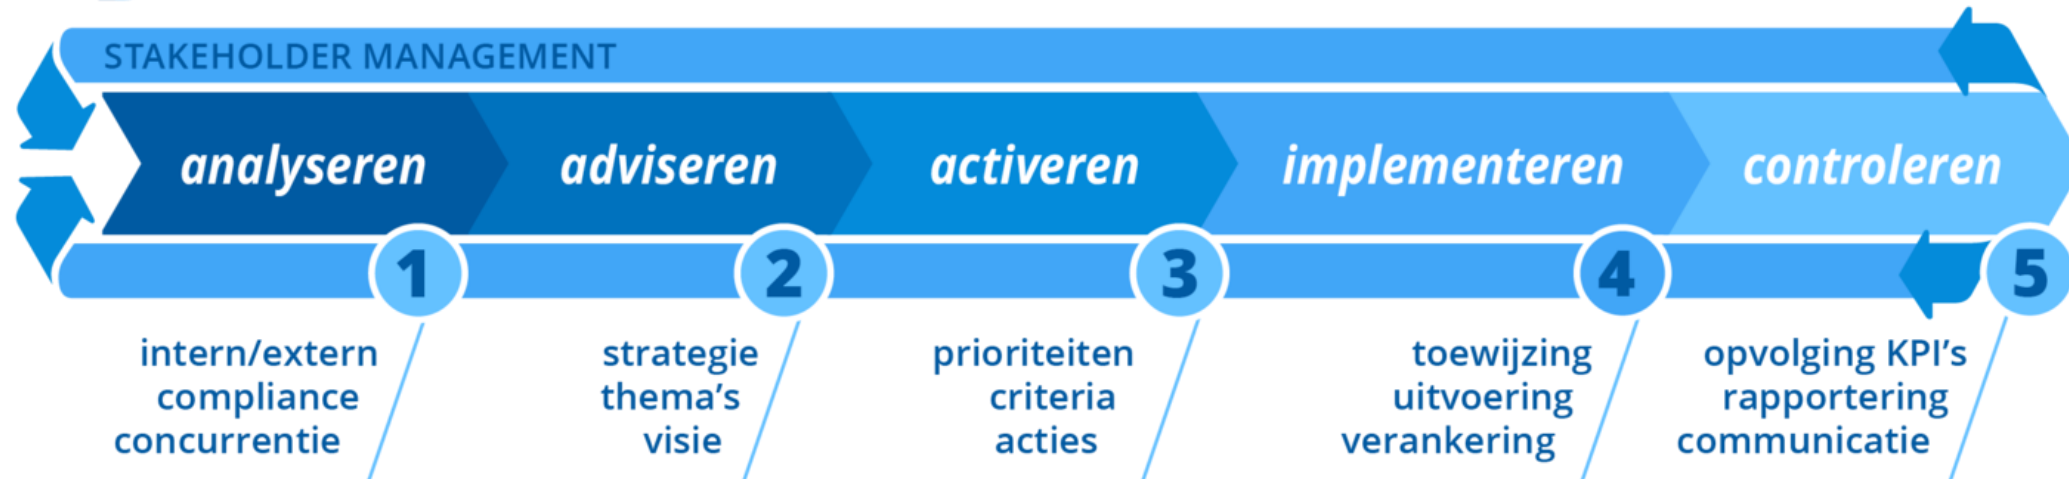 STAKEHOLDER MANAGEMENT
analyseren
adviseren
activeren
implementeren
controleren
1
2
3
4
5
intern/extern
compliance
concurrentie
strategie
thema’s
visie
prioriteiten
criteria
acties
toewijzing
uitvoering
verankering
opvolging KPI’s
rapportering
communicatie